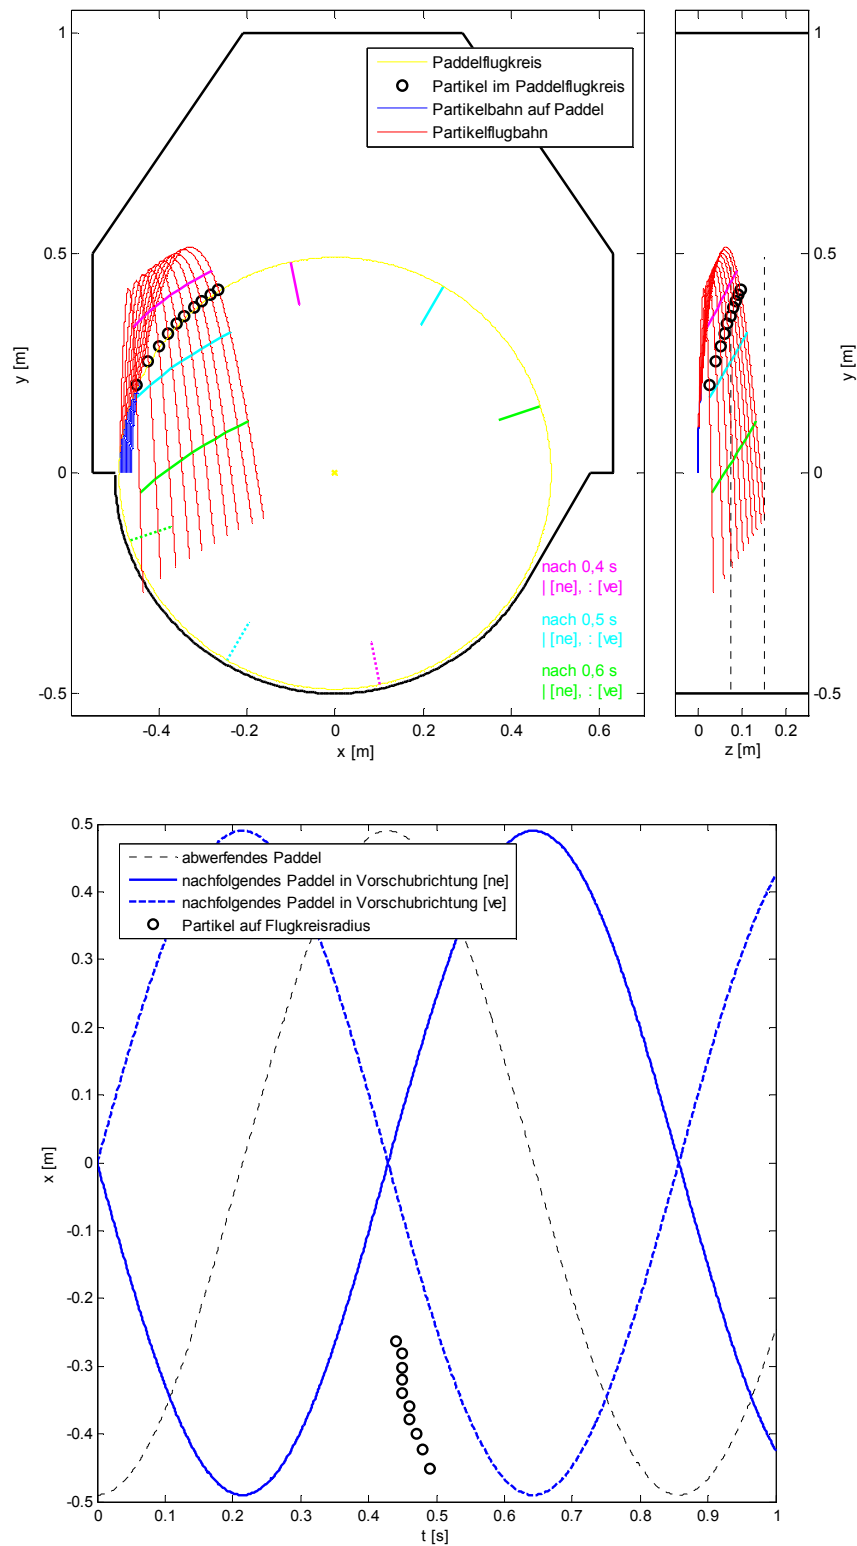 1
0.5
0
-0.5
y [m]
-0.4
-0.2
0
0.2
0.4
0.6
x [m]
Paddelflugkreis
Partikel im Paddelflugkreis
Partikelbahn auf Paddel
Partikelflugbahn
nach 0,4 s
| [ne], : [ve]
nach 0,5 s
| [ne], : [ve]
nach 0,6 s
| [ne], : [ve]
1
0.5
0
-0.5
y [m]
0
0.1
0.2
z [m]
0.5
0.4
0.3
0.2
0.1
0
-0.1
-0.2
-0.3
-0.4
-0.5
x [m]
abwerfendes Paddel
nachfolgendes Paddel in Vorschubrichtung [ne]
nachfolgendes Paddel in Vorschubrichtung [ve]
Partikel auf Flugkreisradius
0
0.1
0.2
0.3
0.4
0.5
0.6
0.7
0.8
0.9
1
t [s]